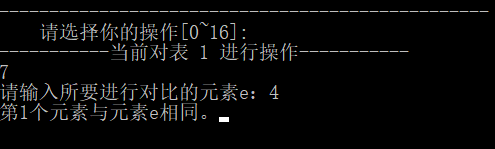 请选择你的操作[0~16]:
-----------当前对表 1 进行操作-----------
7
请输入所要进行对比的元素e: 4
第1个元素与元素e相同。